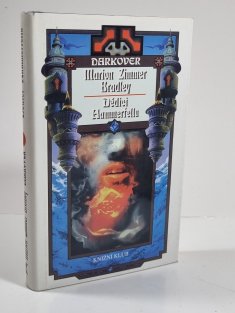 DARKOVER
Marion Zimmer
Bradley
Dědici
Hammerfellu
KNIŽNÍ KLUB